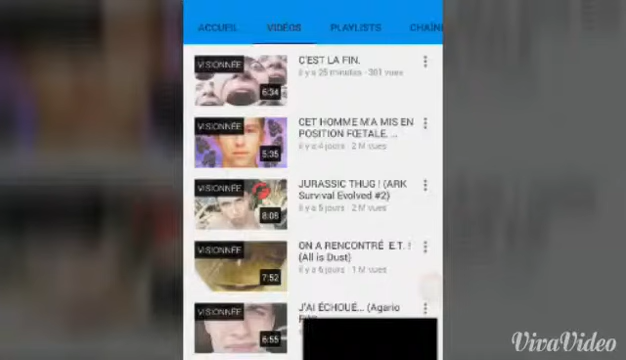 ACCUEIL VIDÉOS PLAYLISTS CHAÎN
VISIONNÉE
6:34
C'EST LA FIN.
il y a 25 minutes · 301 vues
VISIONNÉE
5:35
CET HOMME M'A MIS EN
POSITION FŒTALE. ...
il y a 4 jours · 2 M vues
VISIONNÉE
8:05
JURASSIC THUG ! (ARK
Survival Evolved #2)
il y a 5 jours · 2 M vues
VISIONNÉE
7:52
ON A RENCONTRÉ E.T. !
(All is Dust)
il y a 6 jours · 1 M vues
VISIONNÉE
6:55
J'AI ÉCHOUÉ... (Agario
VivaVideo